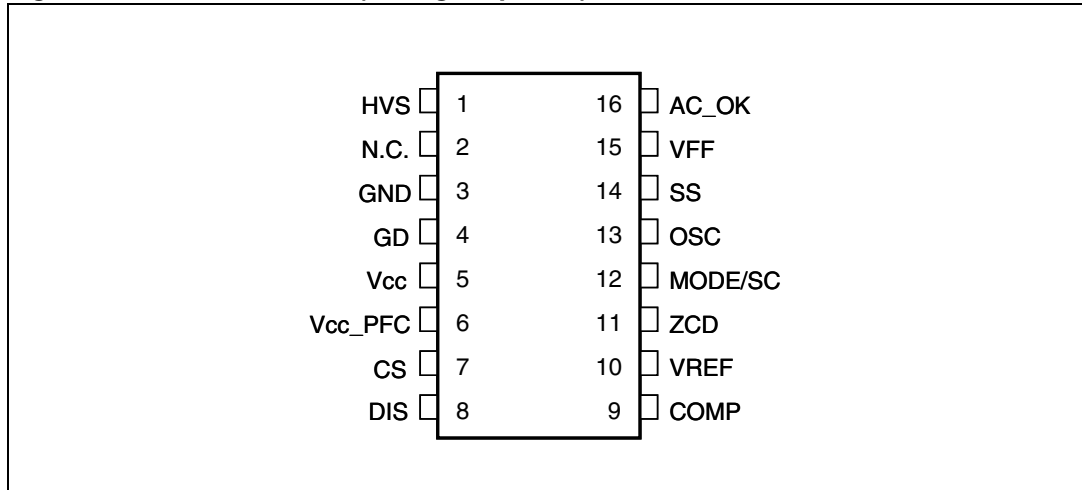 HVS 1 16 AC_OK
N.C. 2 15 VFF
GND 3 14 SS
GD 4 13 OSC
Vcc 5 12 MODE/SC
Vcc_PFC 6 11 ZCD
CS 7 10 VREF
DIS 8 9 COMP